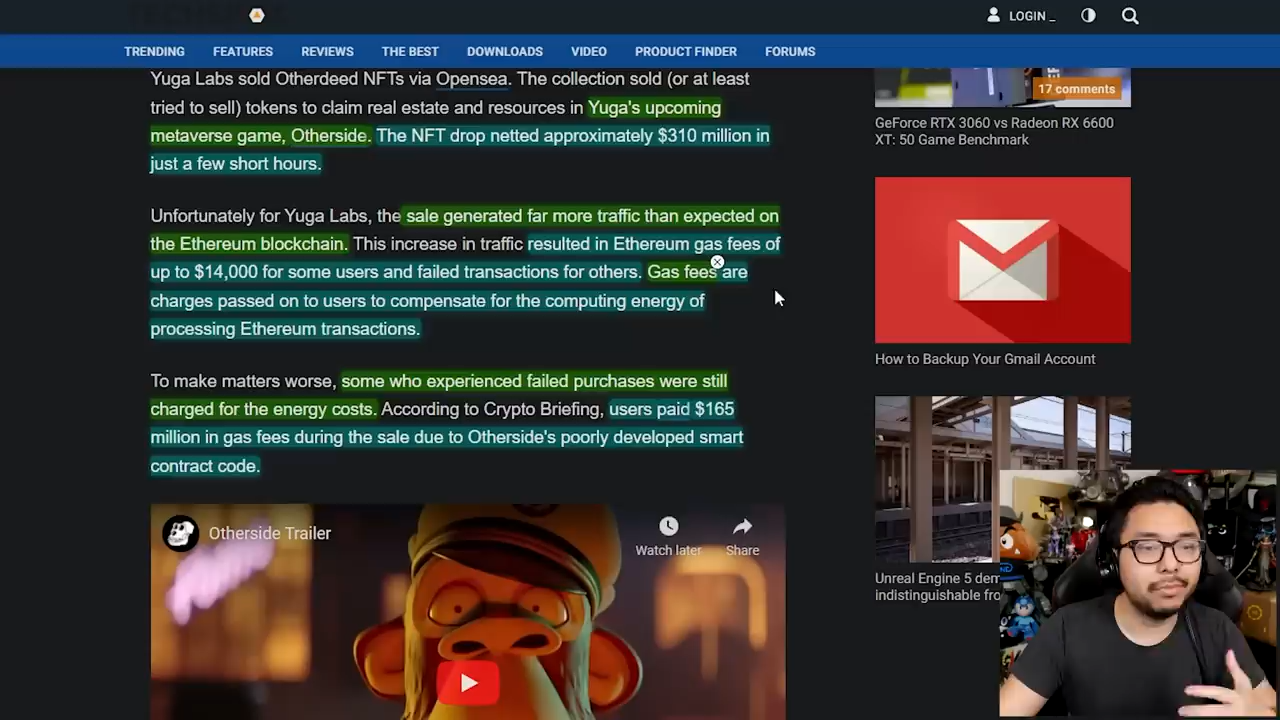 LOGIN _
TRENDING FEATURES REVIEWS THE BEST DOWNLOADS VIDEO PRODUCT FINDER FORUMS
Yuga Labs sold Otherdeed NFTs via Opensea. The collection sold (or at least
tried to sell) tokens to claim real estate and resources in Yuga's upcoming
metaverse game, Otherside. The NFT drop netted approximately $310 million in
just a few short hours.
Unfortunately for Yuga Labs, the sale generated far more traffic than expected on
the Ethereum blockchain. This increase in traffic resulted in Ethereum gas fees of
up to $14,000 for some users and failed transactions for others. Gas fees are
charges passed on to users to compensate for the computing energy of
processing Ethereum transactions.
To make matters worse, some who experienced failed purchases were still
charged for the energy costs. According to Crypto Briefing, users paid $165
million in gas fees during the sale due to Otherside's poorly developed smart
contract code.
Otherside Trailer
Watch later
Share
17 comments
GeForce RTX 3060 vs Radeon RX 6600
XT: 50 Game Benchmark
How to Backup Your Gmail Account
Unreal Engine 5 dem
indistinguishable fro